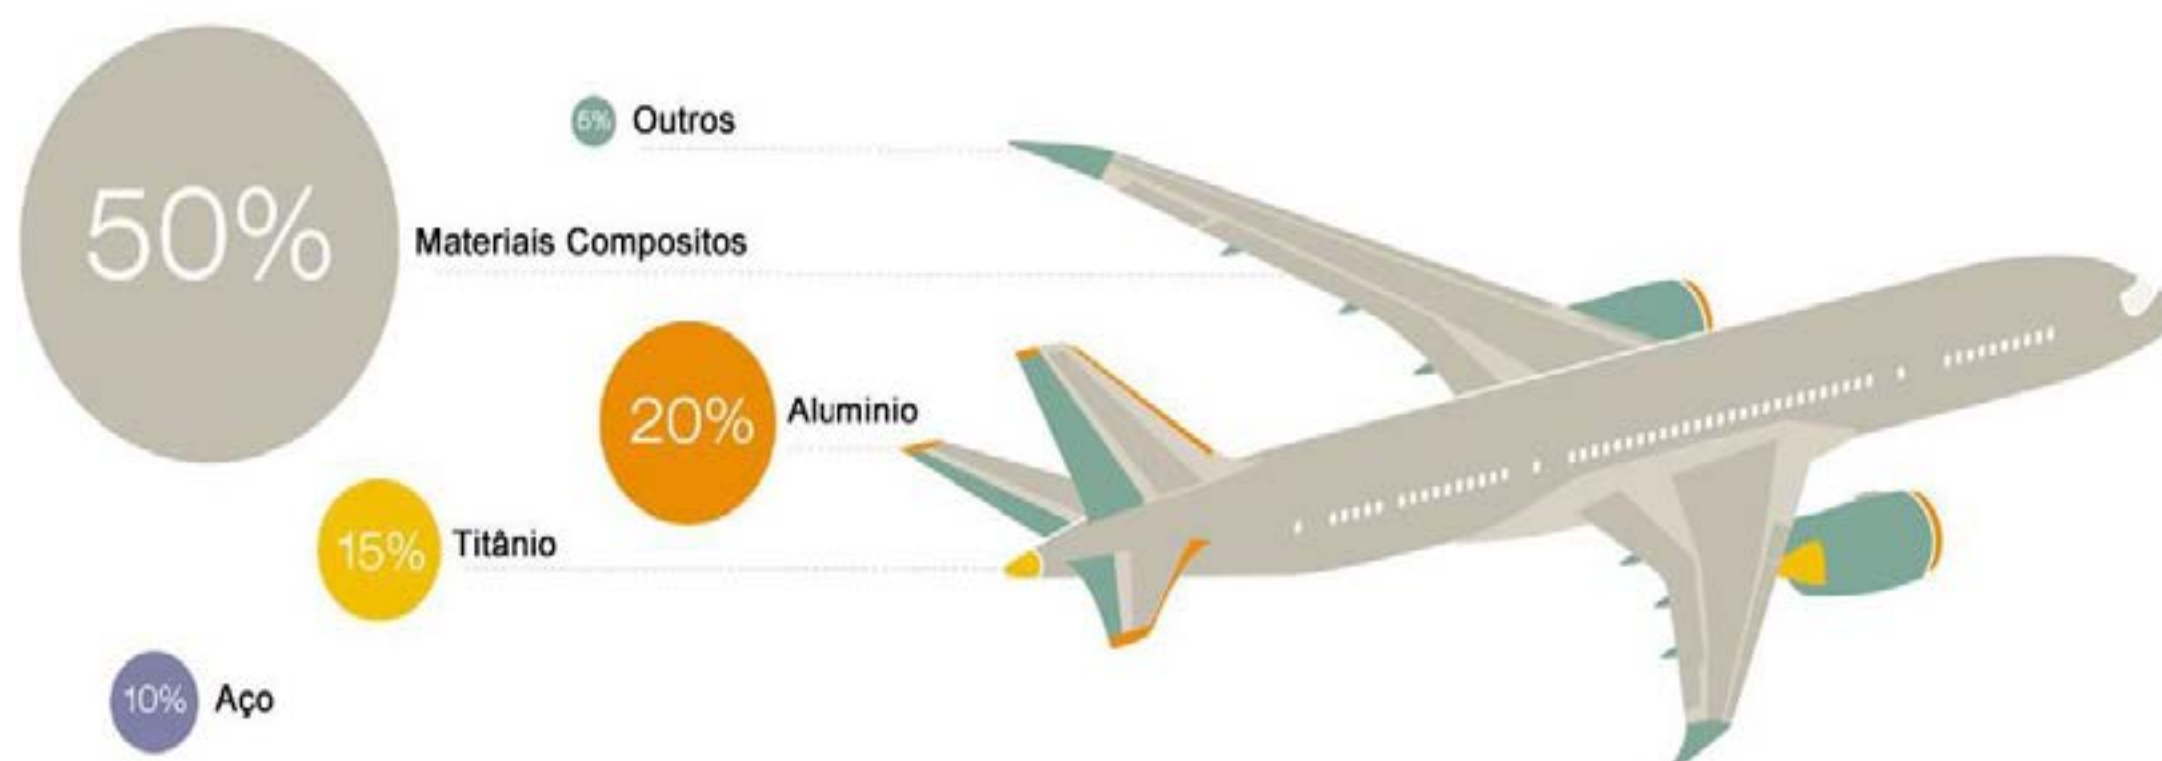 5% Outros
50% Materiais Compositos
20% Aluminio
15% Titânio
10% Aço